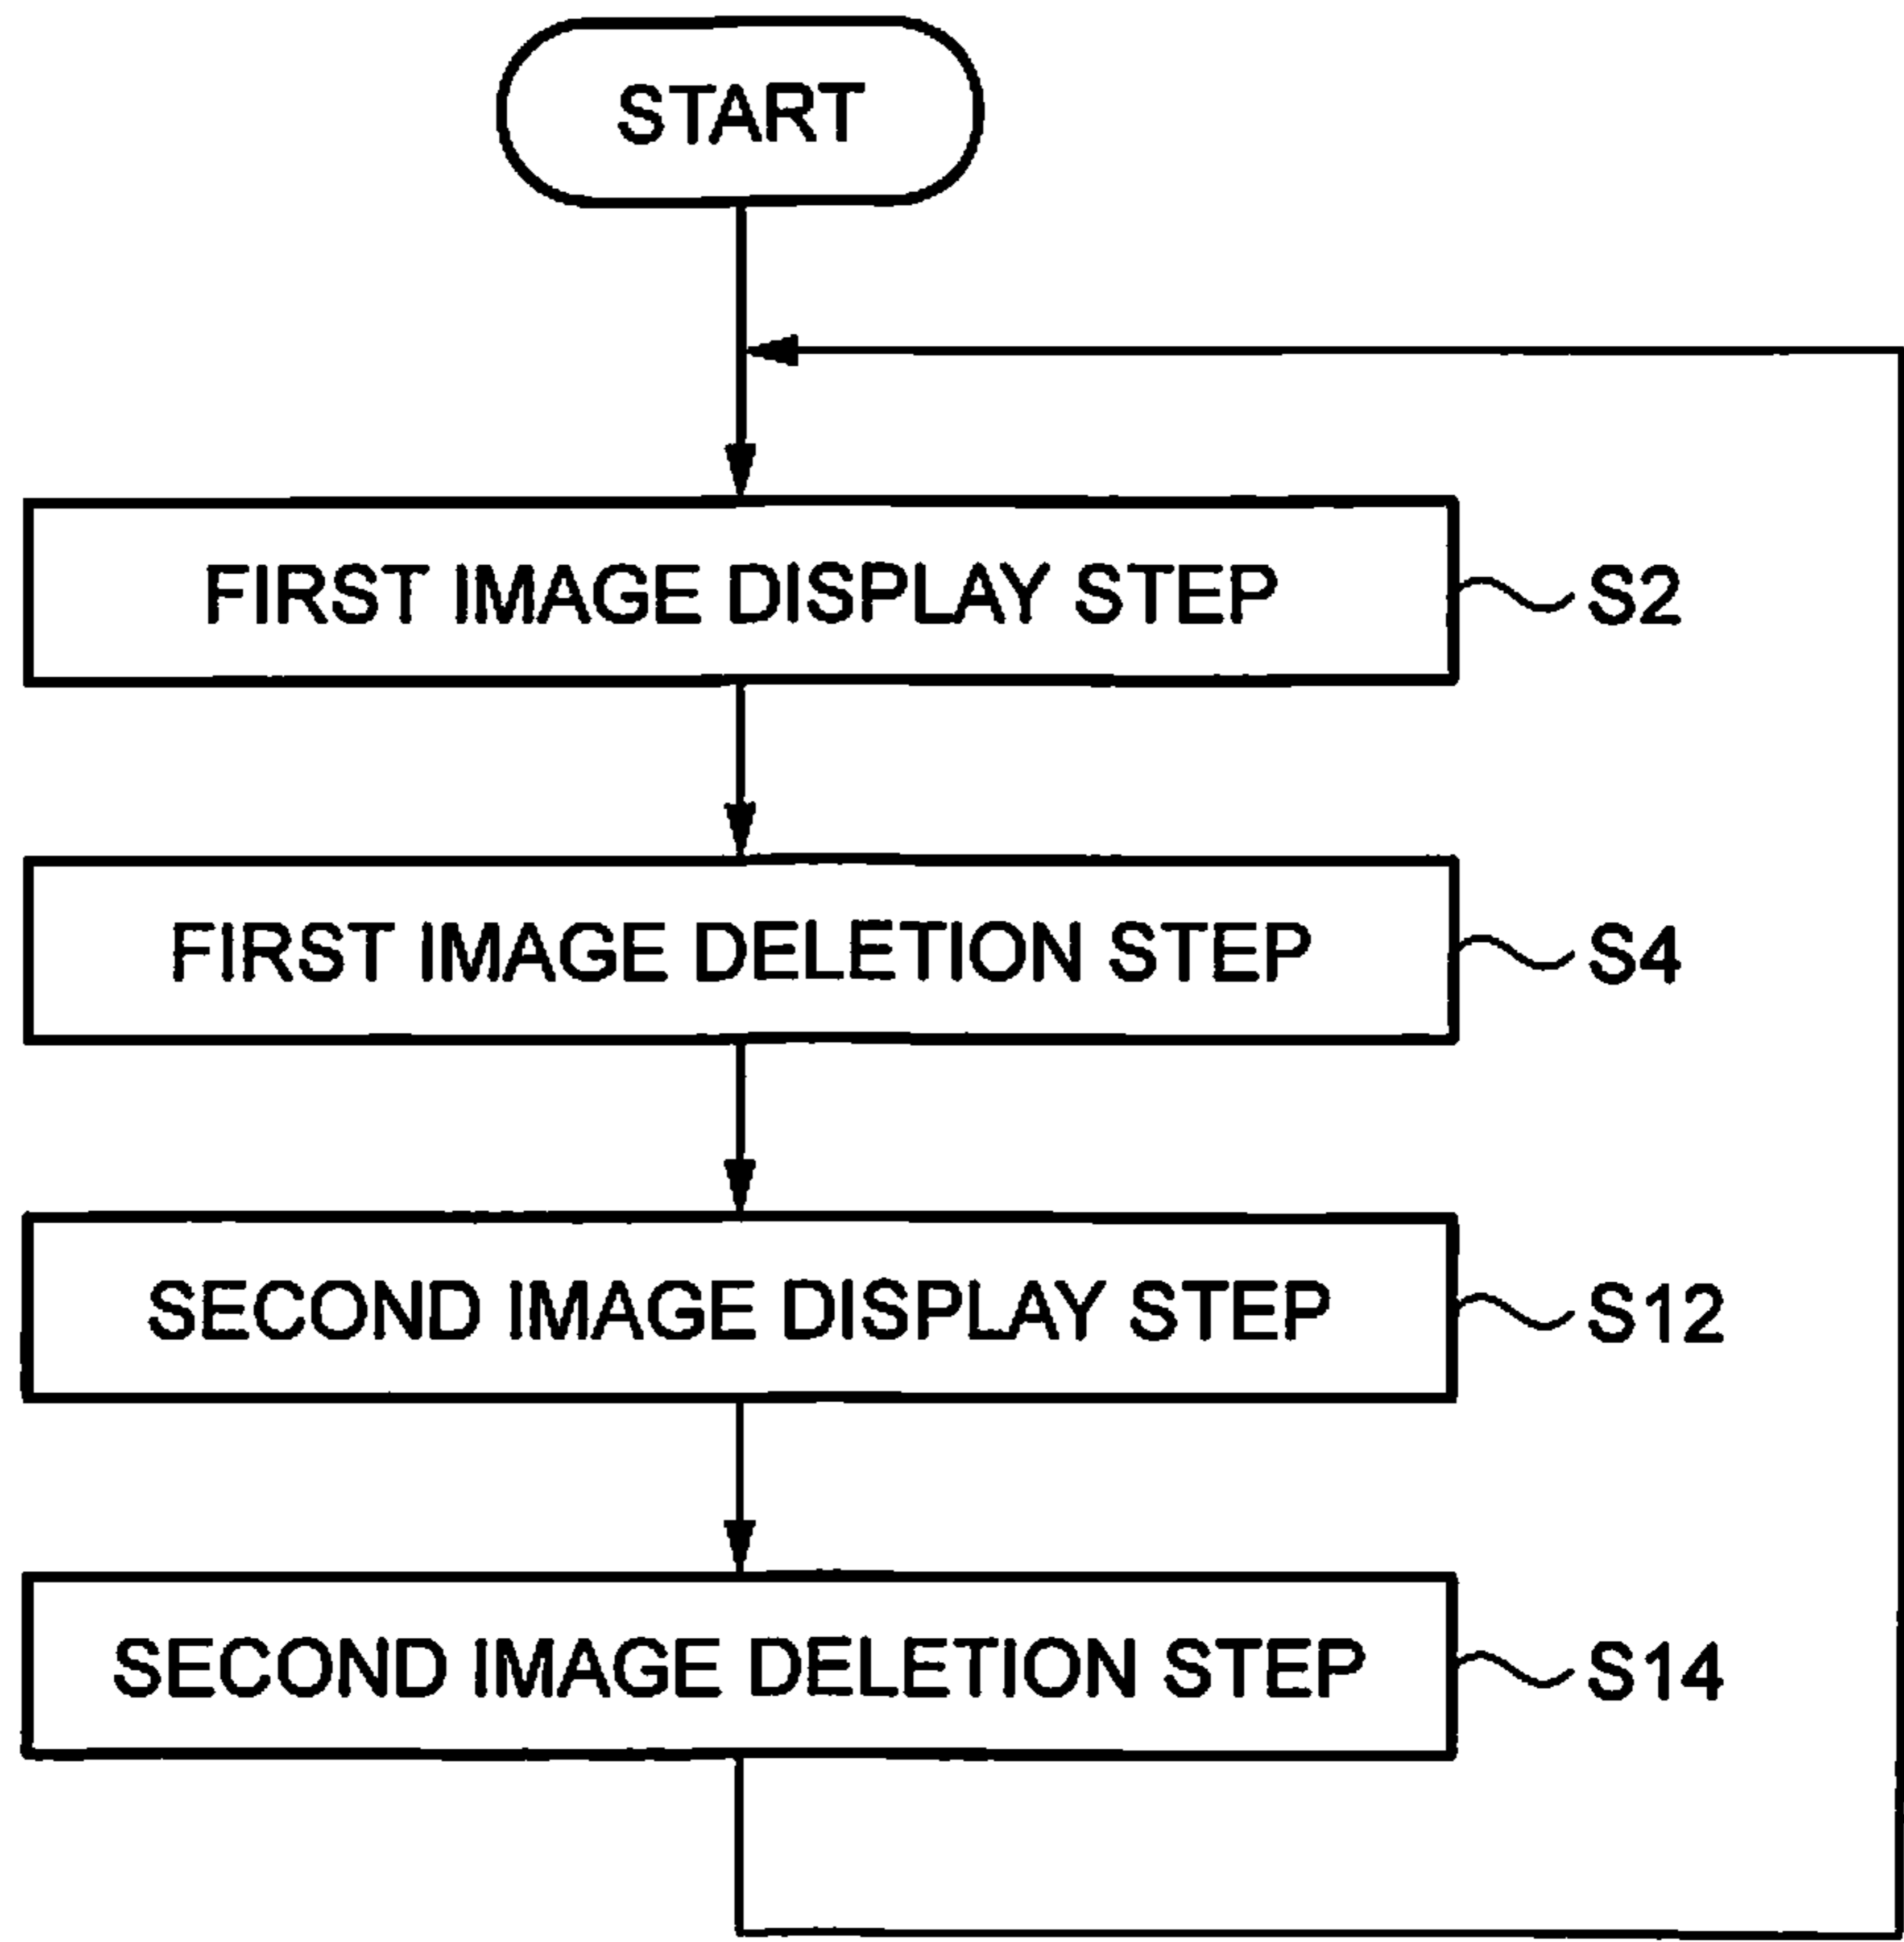 START
FIRST IMAGE DISPLAY STEP
S2
FIRST IMAGE DELETION STEP
S4
SECOND IMAGE DISPLAY STEP
S12
SECOND IMAGE DELETION STEP
S14